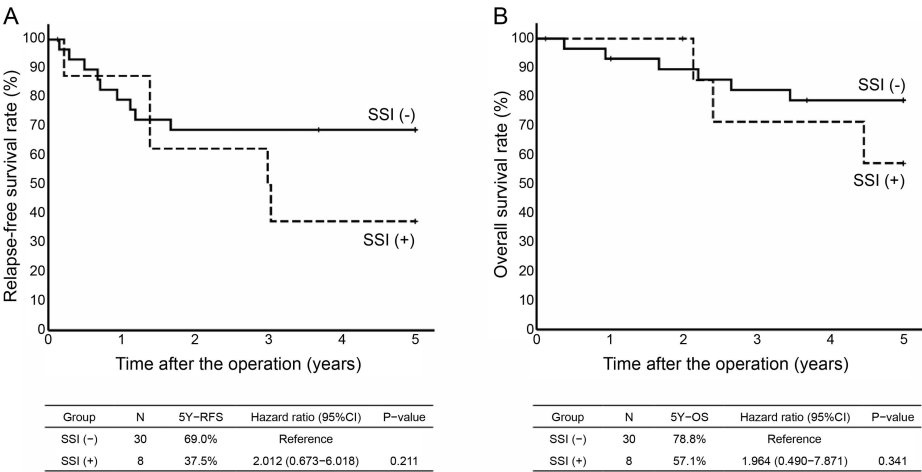 A
Relapse-free survival rate (%)
100
90
80
70
60
50
40
30
20
10
0
SSI (-)
SSI (+)
0 1 2 3 4 5
Time after the operation (years)
Group N 5Y−RFS Hazard ratio (95%CI) P−value
SSI (−) 30 69.0% Reference
SSI (+) 8 37.5% 2.012 (0.673−6.018) 0.211
B
Overall survival rate (%)
100
90
80
70
60
50
40
30
20
10
0
SSI (-)
SSI (+)
0 1 2 3 4 5
Time after the operation (years)
Group N 5Y−OS Hazard ratio (95%CI) P−value
SSI (−) 30 78.8% Reference
SSI (+) 8 57.1% 1.964 (0.490−7.871) 0.341